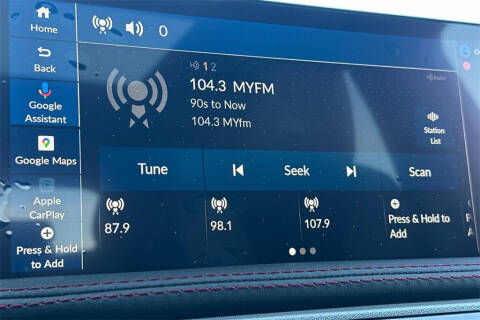 Home
0
Back
1 2
HD Radio
104.3 MYFM
90s to Now
104.3 MYfm
Google
Assistant
Station
List
Google Maps
Tune
Seek
Scan
Apple
CarPlay
87.9
98.1
107.9
Press & Hold to
Add
Press & Hold
to Add